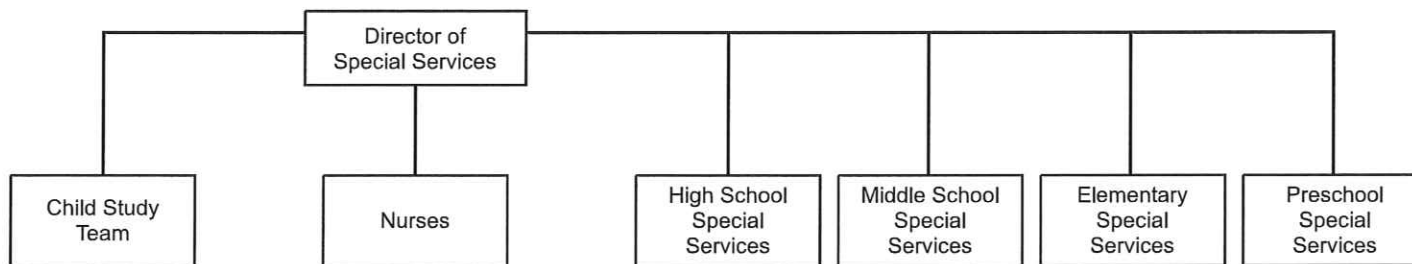 Director of
Special Services
Child Study
Team
Nurses
High School
Special
Services
Middle School
Special
Services
Elementary
Special
Services
Preschool
Special
Services